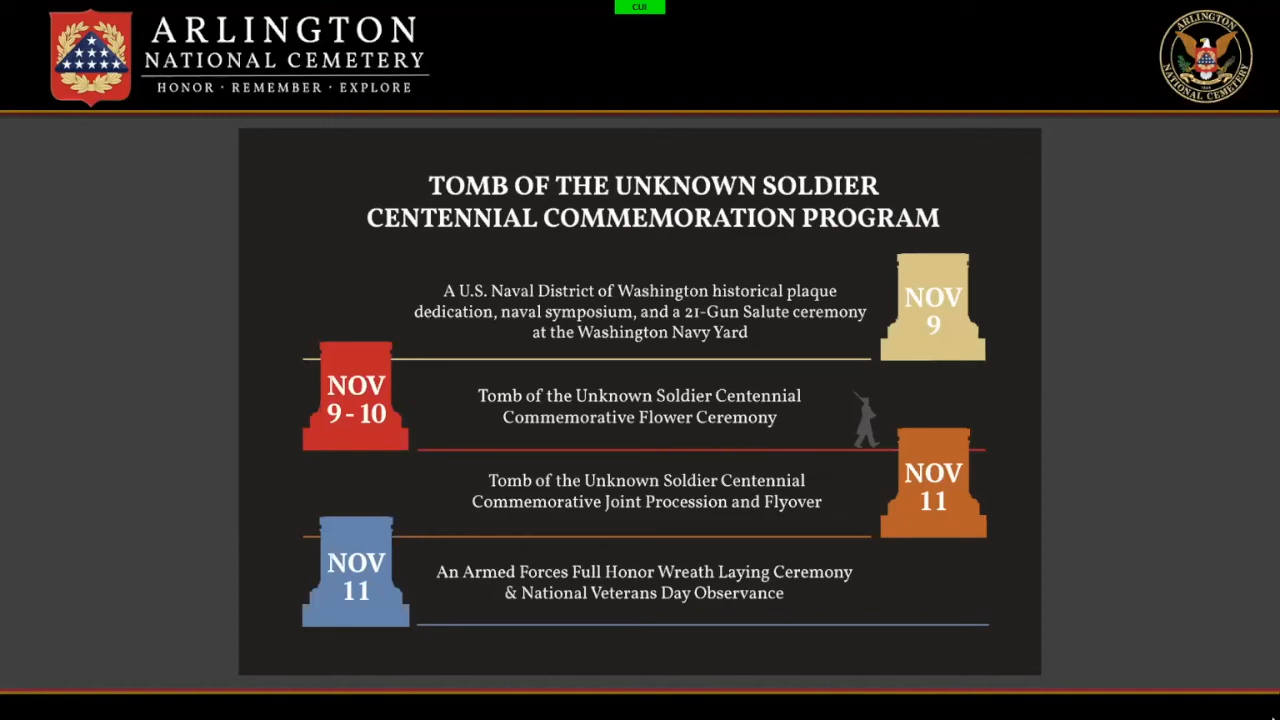 CUI
ARLINGTON
NATIONAL CEMETERY
HONOR · REMEMBER · EXPLORE
ARLINGTON
NATIONAL CEMETERY
TOMB OF THE UNKNOWN SOLDIER
CENTENNIAL COMMEMORATION PROGRAM
A U.S. Naval District of Washington historical plaque
dedication, naval symposium, and a 21-Gun Salute ceremony
at the Washington Navy Yard
NOV
9
NOV
9-10
Tomb of the Unknown Soldier Centennial
Commemorative Flower Ceremony
Tomb of the Unknown Soldier Centennial
Commemorative Joint Procession and Flyover
NOV
11
NOV
11
An Armed Forces Full Honor Wreath Laying Ceremony
& National Veterans Day Observance